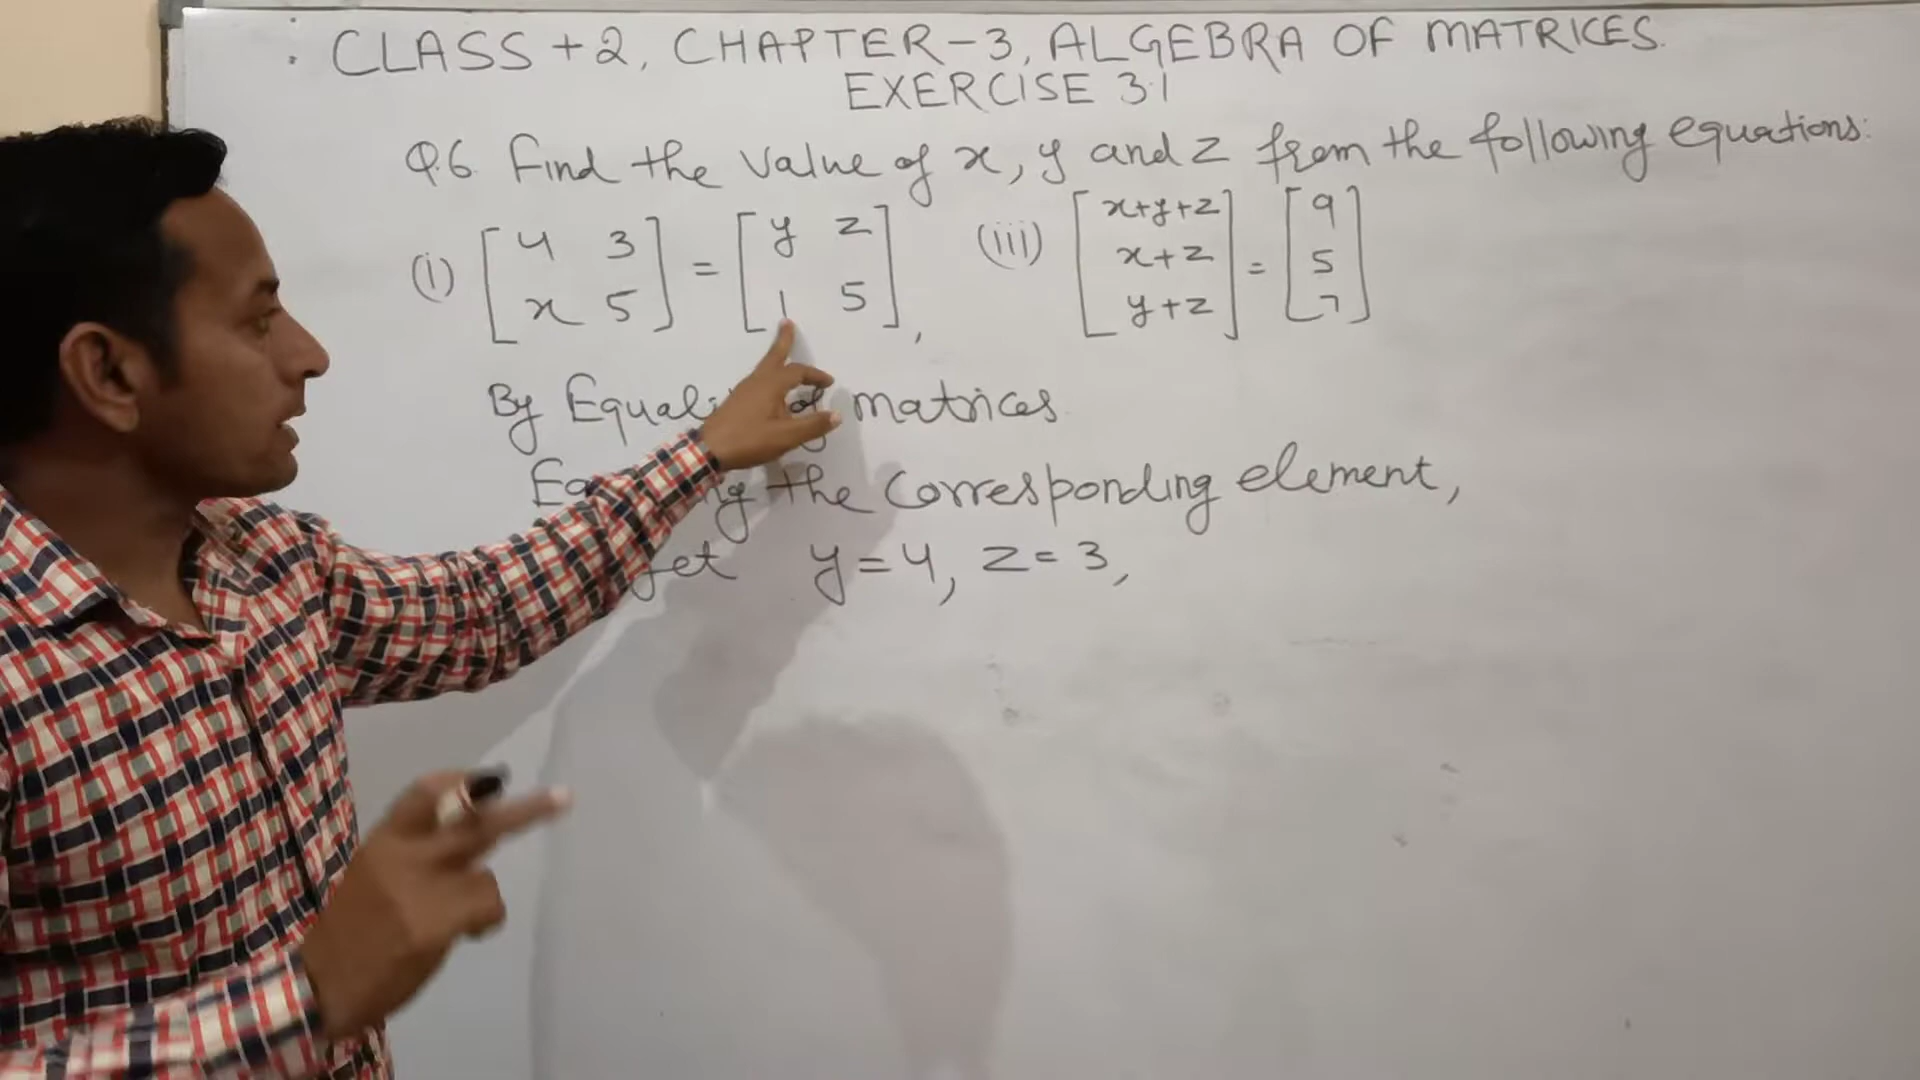 CLASS +2, CHAPTER-3, ALGEBRA OF MATRICES.
EXERCISE 3.1
Q.6. Find the value of x, y and z from the following equations:
(i) [4 3 = [y z , (iii) [x+y+z = [9
x 5] 1 5] x+z 5
y+z] 7]
By of matrices
the corresponding element,
get y=4, z=3,